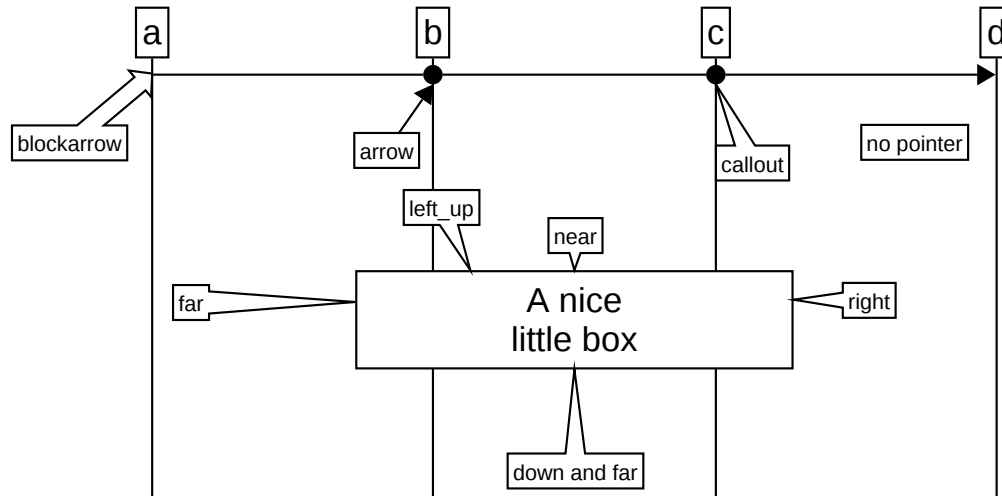 a
b
c
d
blockarrow
arrow
callout
no pointer
left_up
near
far
A nice
little box
right
down and far